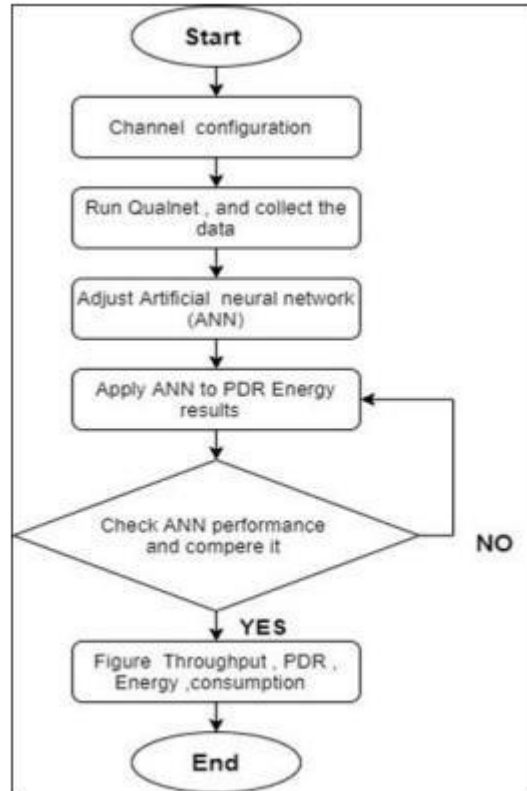 Start
Channel configuration
Run Qualnet , and collect the
data
Adjust Artificial neural network
(ANN)
Apply ANN to PDR Energy
results
Check ANN performance
and compere it
NO
YES
Figure Throughput , PDR ,
Energy ,consumption
End